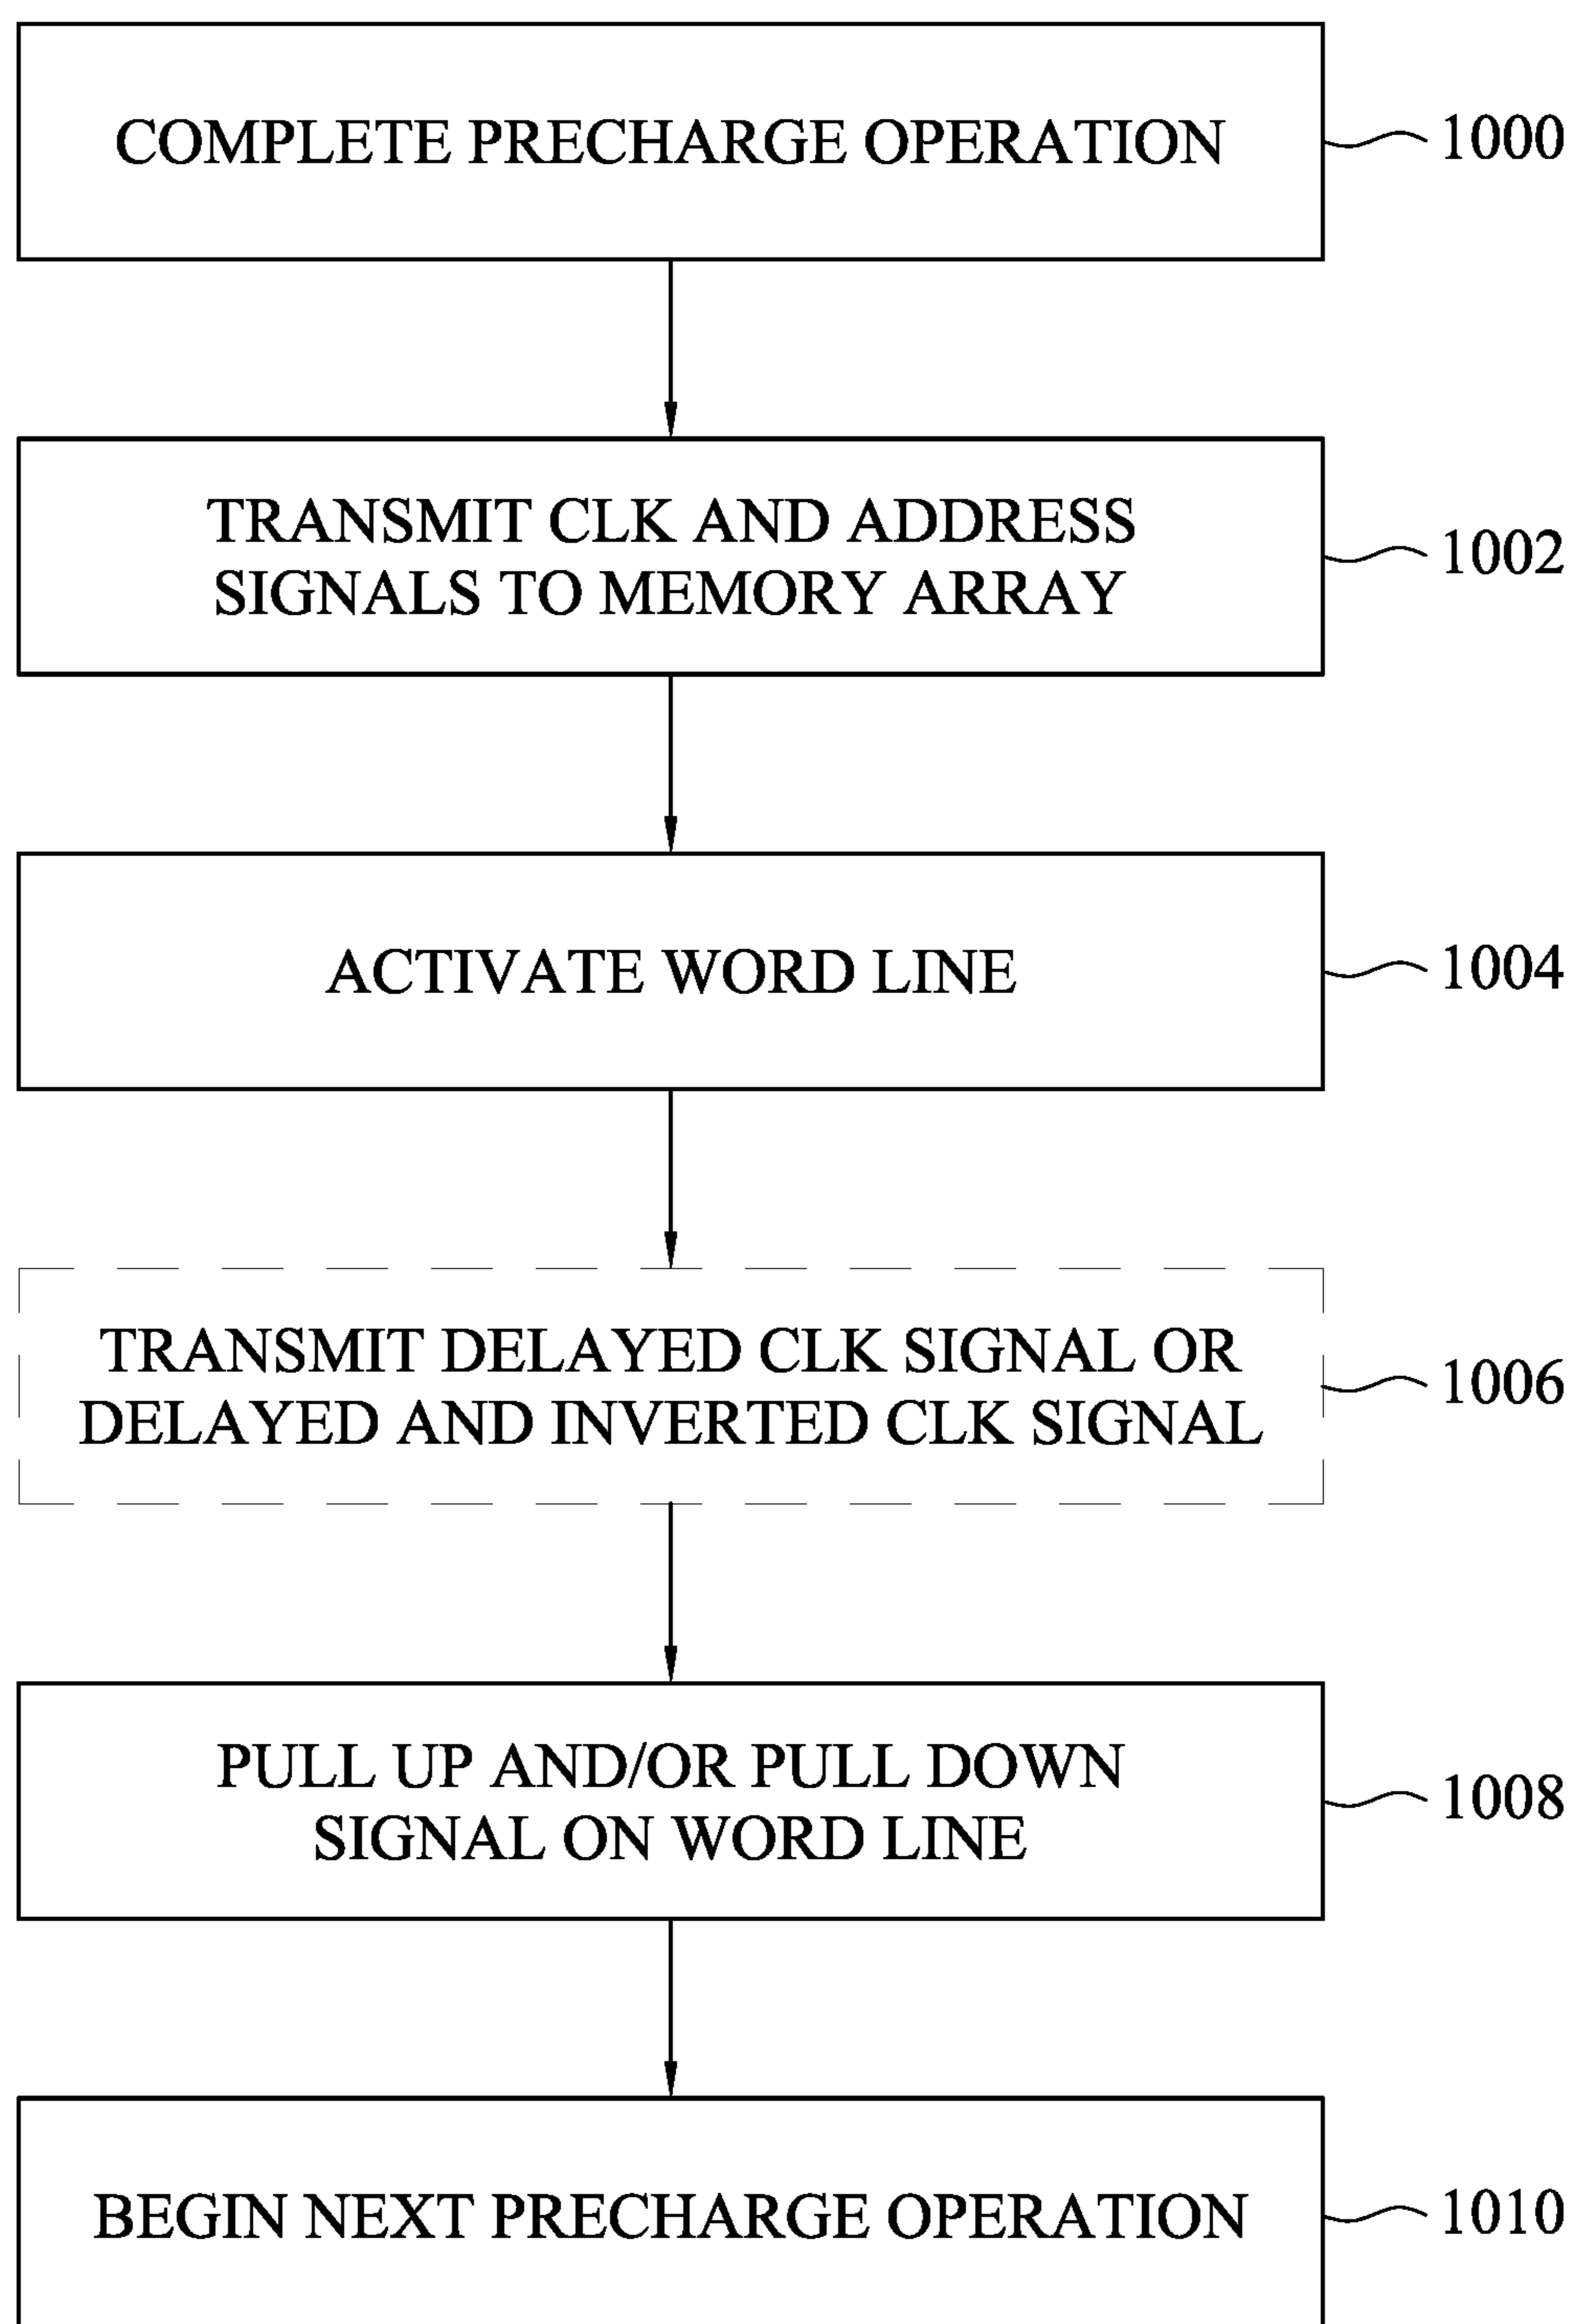 COMPLETE PRECHARGE OPERATION
1000
TRANSMIT CLK AND ADDRESS
SIGNALS TO MEMORY ARRAY
1002
ACTIVATE WORD LINE
1004
TRANSMIT DELAYED CLK SIGNAL OR
DELAYED AND INVERTED CLK SIGNAL
1006
PULL UP AND/OR PULL DOWN
SIGNAL ON WORD LINE
1008
BEGIN NEXT PRECHARGE OPERATION
1010